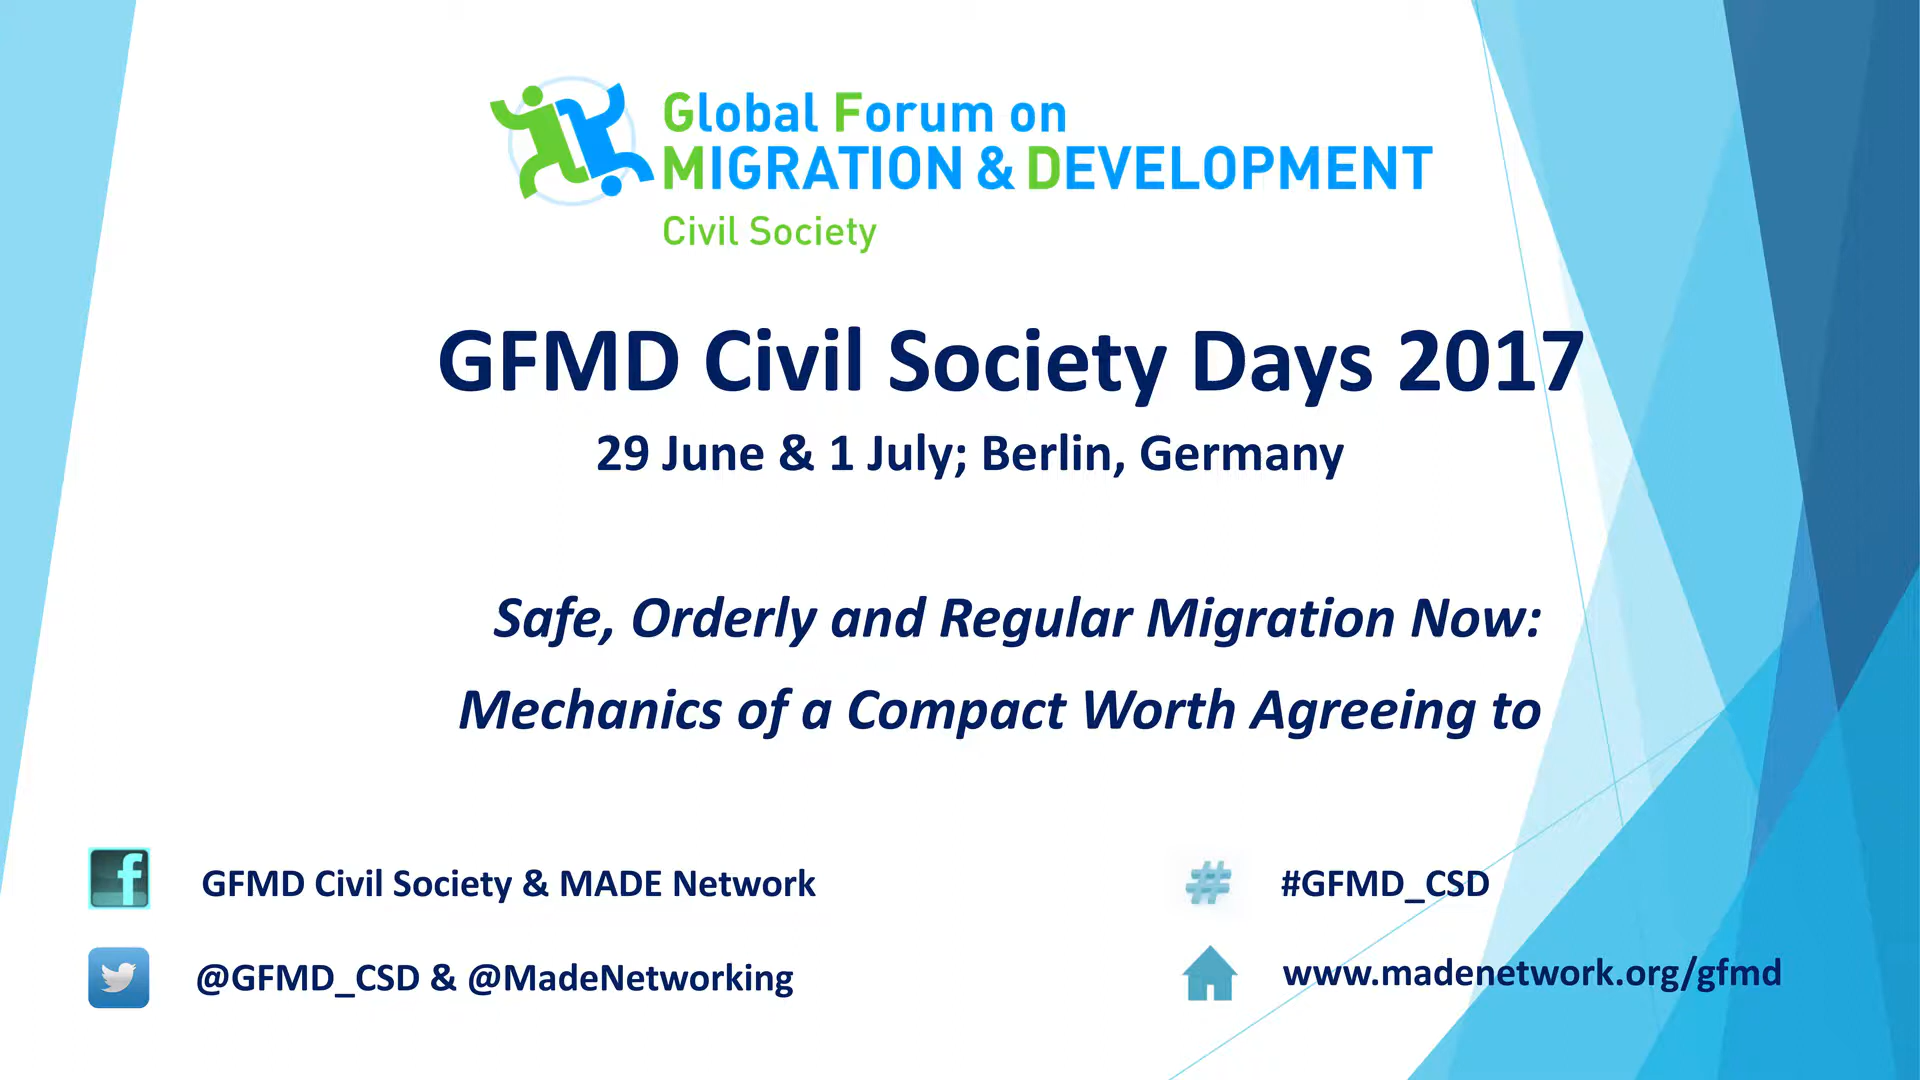 Global Forum on
MIGRATION & DEVELOPMENT
Civil Society
GFMD Civil Society Days 2017
29 June & 1 July; Berlin, Germany
Safe, Orderly and Regular Migration Now:
Mechanics of a Compact Worth Agreeing to
GFMD Civil Society & MADE Network
#GFMD_CSD
@GFMD_CSD & @MadeNetworking
www.madenetwork.org/gfmd